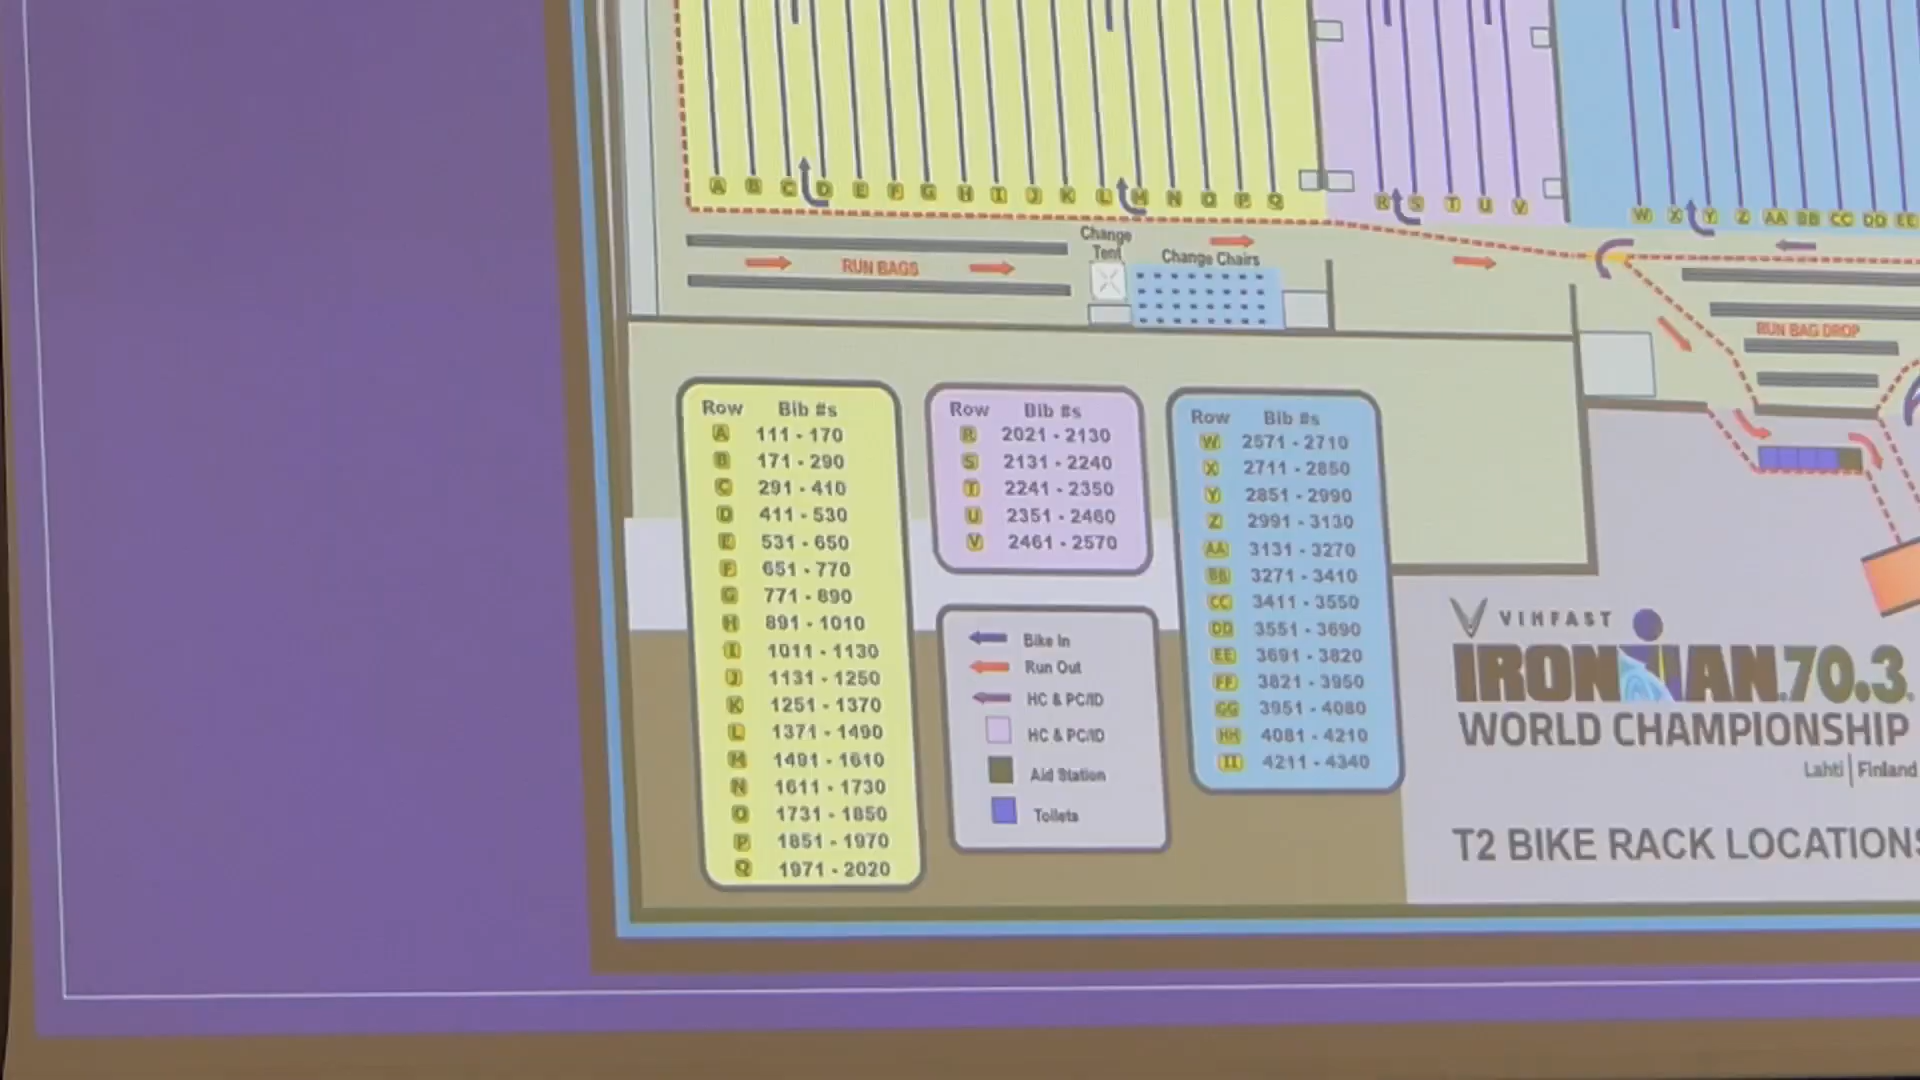 A B C D E F G H I J K L M N O P Q
R S T U V
W X Y Z AA BB CC DD EE
Change
Tent
Change Chairs
RUN BAGS
RUN BAG DROP
Row Bib #s
A 111 - 170
B 171 - 290
C 291 - 410
D 411 - 530
E 531 - 650
F 651 - 770
G 771 - 890
H 891 - 1010
I 1011 - 1130
J 1131 - 1250
K 1251 - 1370
L 1371 - 1490
M 1491 - 1610
N 1611 - 1730
O 1731 - 1850
P 1851 - 1970
Q 1971 - 2020
Row Bib #s
R 2021 - 2130
S 2131 - 2240
T 2241 - 2350
U 2351 - 2460
V 2461 - 2570
Bike In
Run Out
HC & PC/ID
HC & PC/ID
Aid Station
Toilets
Row Bib #s
W 2571 - 2710
X 2711 - 2850
Y 2851 - 2990
Z 2991 - 3130
AA 3131 - 3270
BB 3271 - 3410
CC 3411 - 3550
DD 3551 - 3690
EE 3691 - 3820
FF 3821 - 3950
GG 3951 - 4080
HH 4081 - 4210
II 4211 - 4340
VINFAST
IRONMAN 70.3
WORLD CHAMPIONSHIP
Lahti | Finland
T2 BIKE RACK LOCATIONS